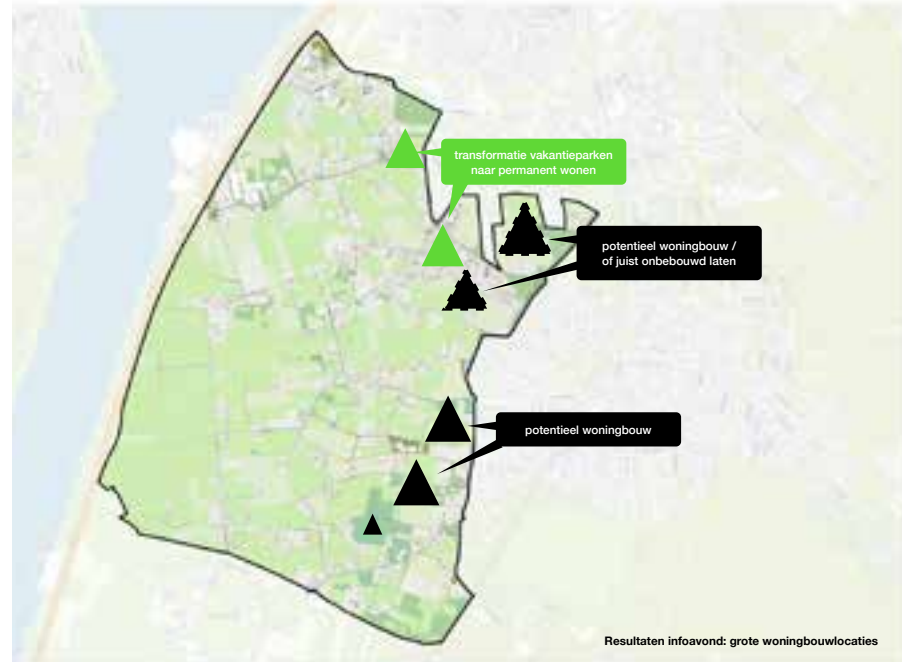 transformatie vakantieparken
naar permanent wonen
potentieel woningbouw /
of juist onbebouwd laten
potentieel woningbouw
Resultaten infoavond: grote woningbouwlocaties